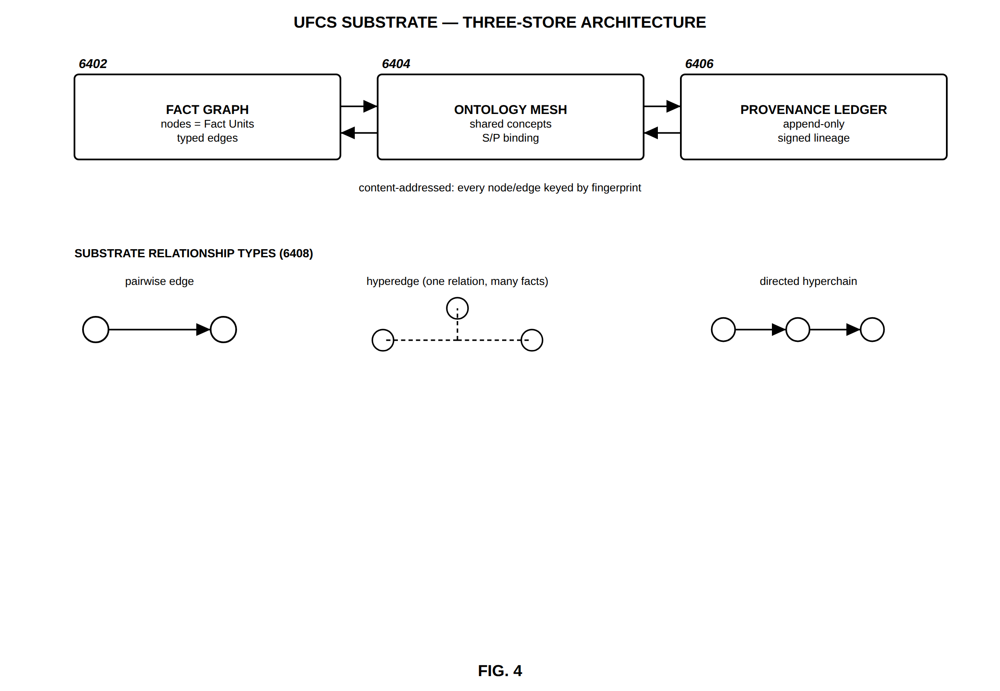 UFCS SUBSTRATE — THREE-STORE ARCHITECTURE
6402
6404
6406
FACT GRAPH
nodes = Fact Units
typed edges
ONTOLOGY MESH
shared concepts
S/P binding
PROVENANCE LEDGER
append-only
signed lineage
content-addressed: every node/edge keyed by fingerprint
SUBSTRATE RELATIONSHIP TYPES (6408)
pairwise edge
hyperedge (one relation, many facts)
directed hyperchain
FIG. 4